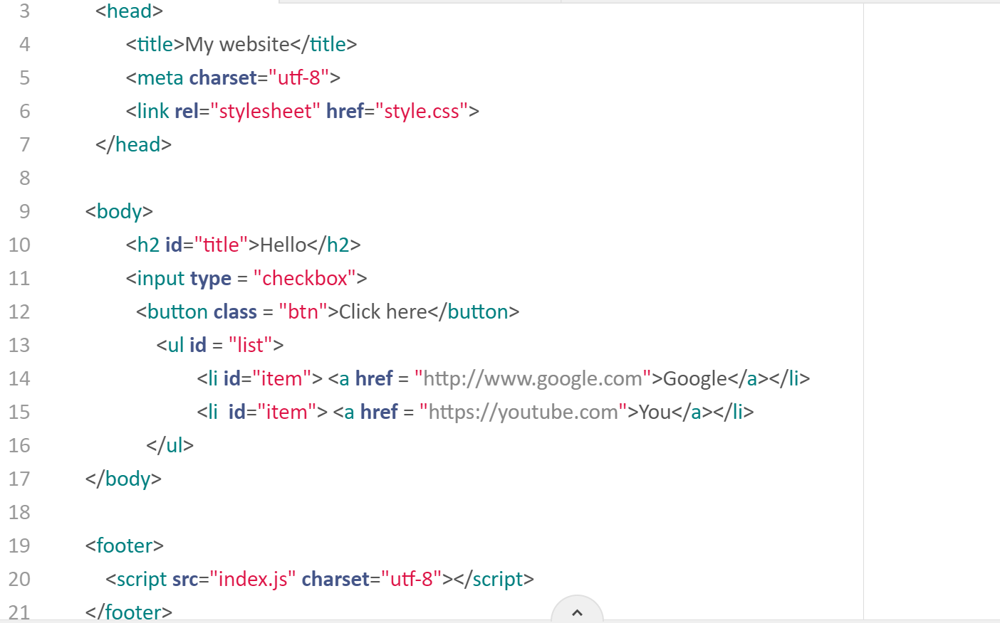 3 <head>
4 <title>My website</title>
5 <meta charset="utf-8">
6 <link rel="stylesheet" href="style.css">
7 </head>
8
9 <body>
10 <h2 id="title">Hello</h2>
11 <input type = "checkbox">
12 <button class = "btn">Click here</button>
13 <ul id = "list">
14 <li id="item"> <a href = "http://www.google.com">Google</a></li>
15 <li  id="item"> <a href = "https://youtube.com">You</a></li>
16 </ul>
17 </body>
18
19 <footer>
20 <script src="index.js" charset="utf-8"></script>
21 </footer>